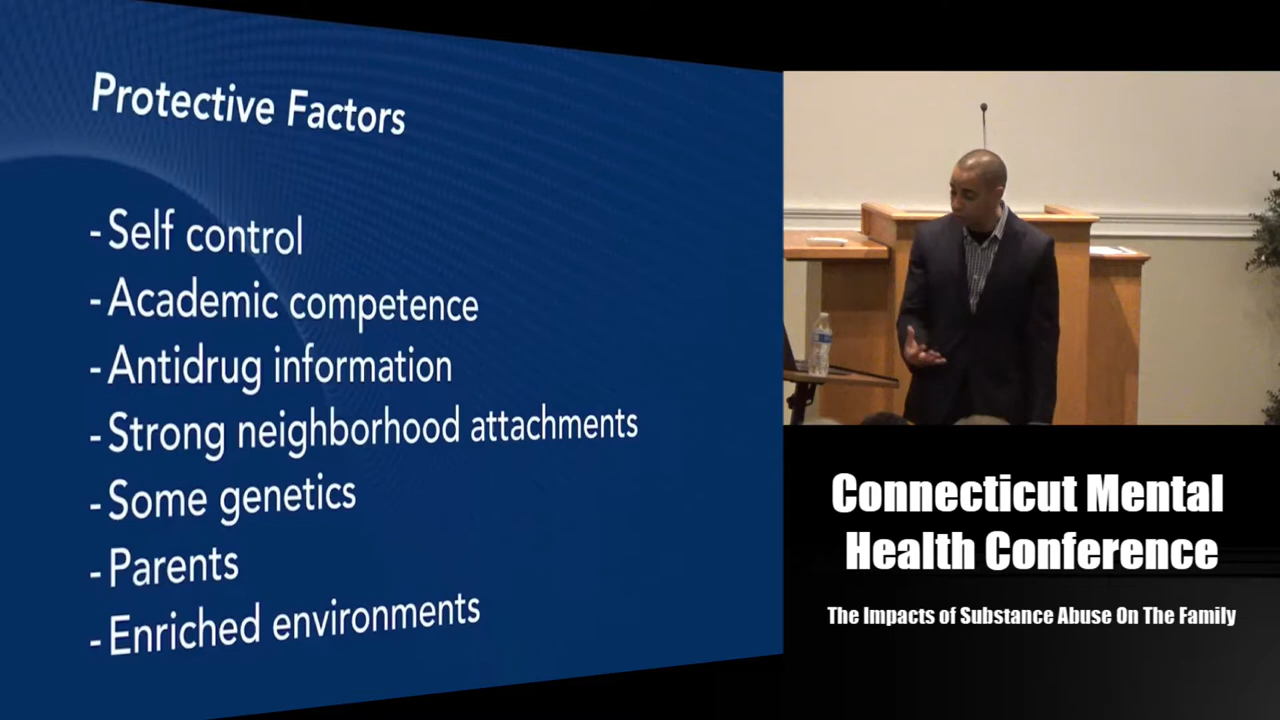 Protective Factors
-Self control
-Academic competence
-Antidrug information
-Strong neighborhood attachments
-Some genetics
-Parents
-Enriched environments
Connecticut Mental
Health Conference
The Impacts of Substance Abuse On The Family